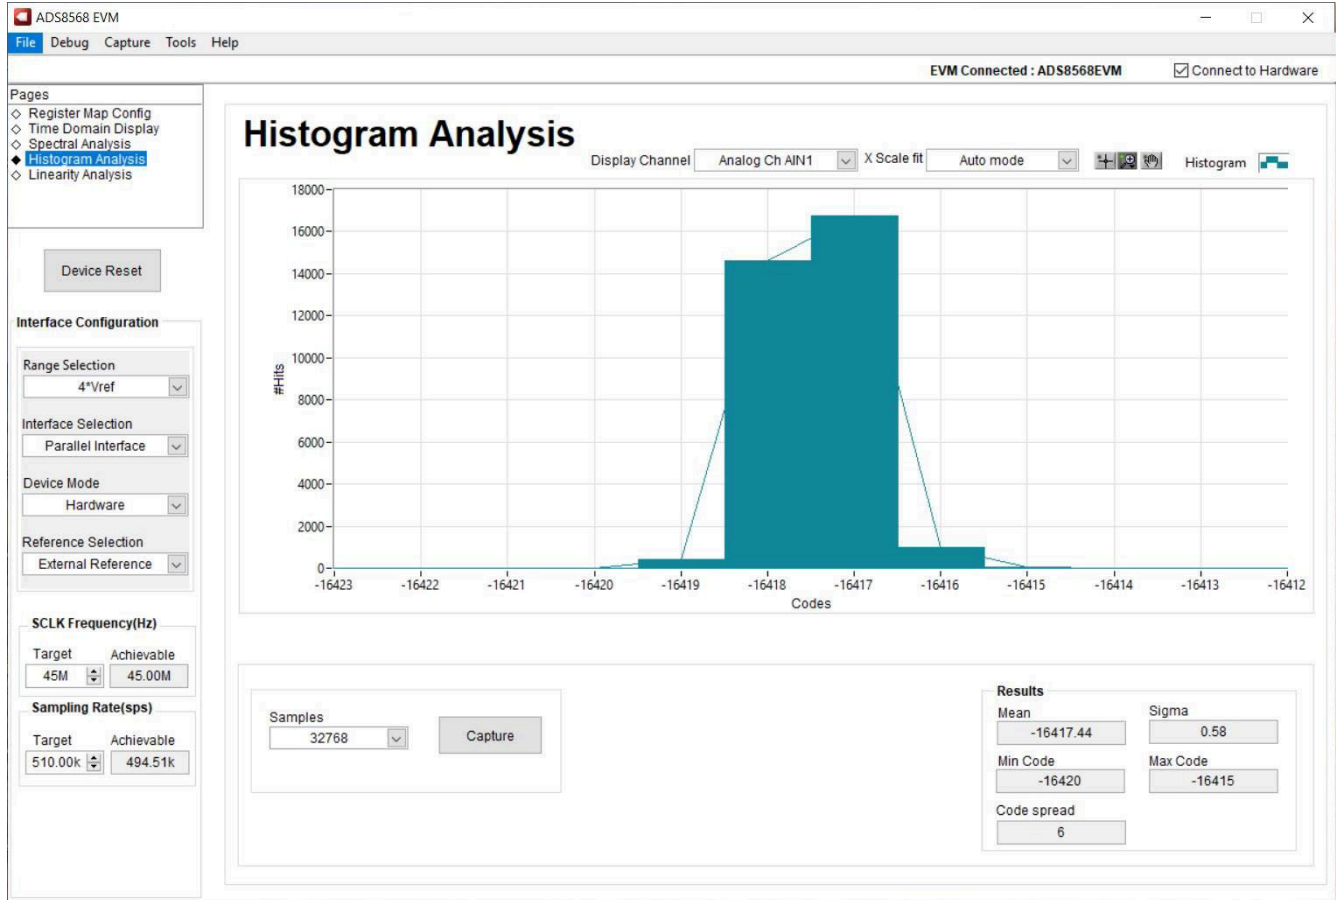 ADS8568 EVM
File Debug Capture Tools Help
EVM Connected : ADS8568EVM Connect to Hardware
Pages
Register Map Config
Time Domain Display
Spectral Analysis
Histogram Analysis
Linearity Analysis
Device Reset
Interface Configuration
Range Selection
4*Vref
Interface Selection
Parallel Interface
Device Mode
Hardware
Reference Selection
External Reference
SCLK Frequency(Hz)
Target Achievable
45M 45.00M
Sampling Rate(sps)
Target Achievable
510.00k 494.51k
Histogram Analysis
Display Channel Analog Ch AIN1 X Scale fit Auto mode Histogram
18000
16000
14000
12000
10000
8000
6000
4000
2000
0
#Hits
-16423 -16422 -16421 -16420 -16419 -16418 -16417 -16416 -16415 -16414 -16413 -16412
Codes
Samples
32768
Capture
Results
Mean Sigma
-16417.44 0.58
Min Code Max Code
-16420 -16415
Code spread
6